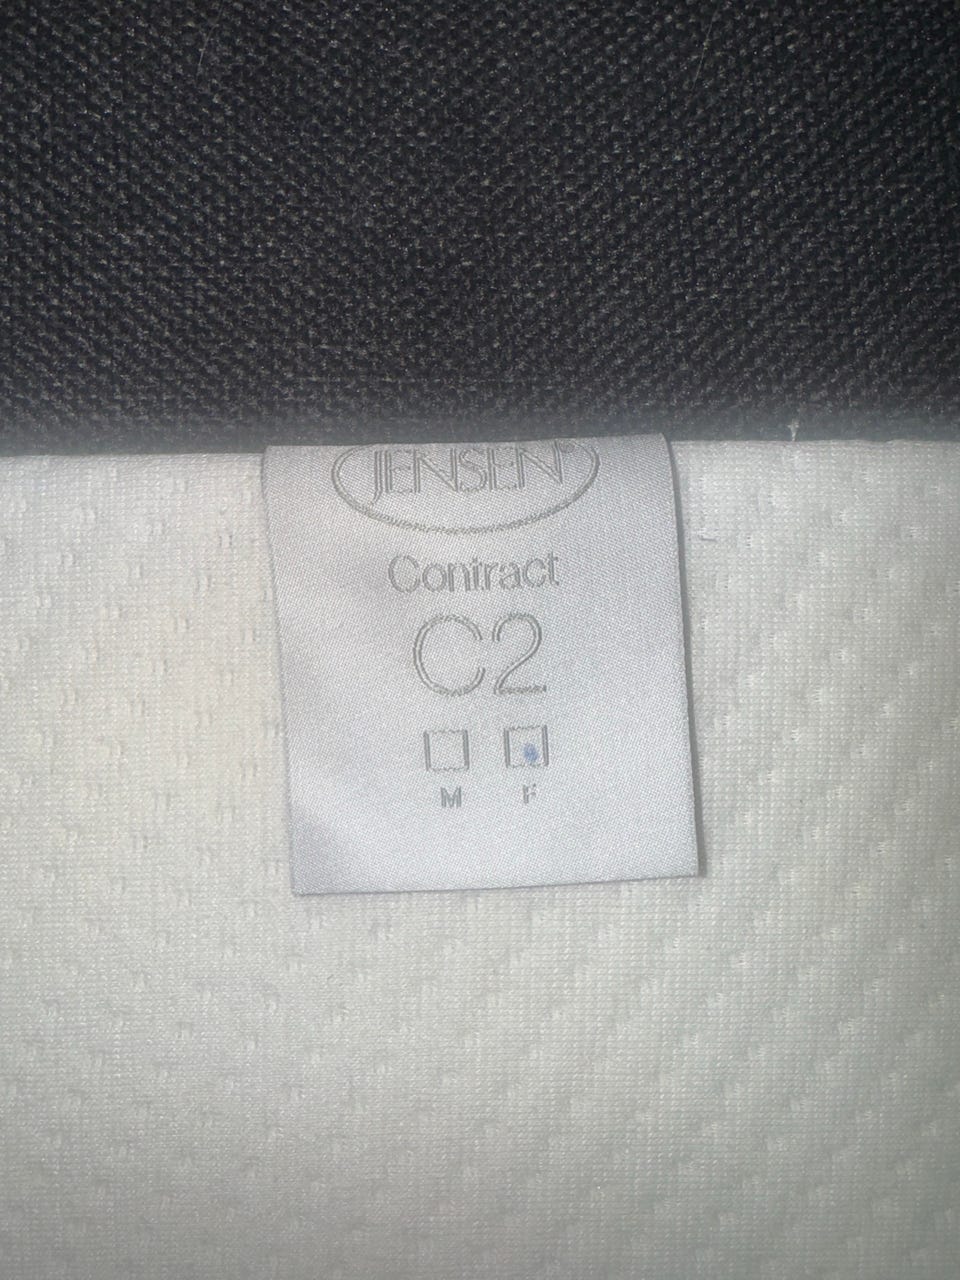 JENSEN®
Contract
C2
M F